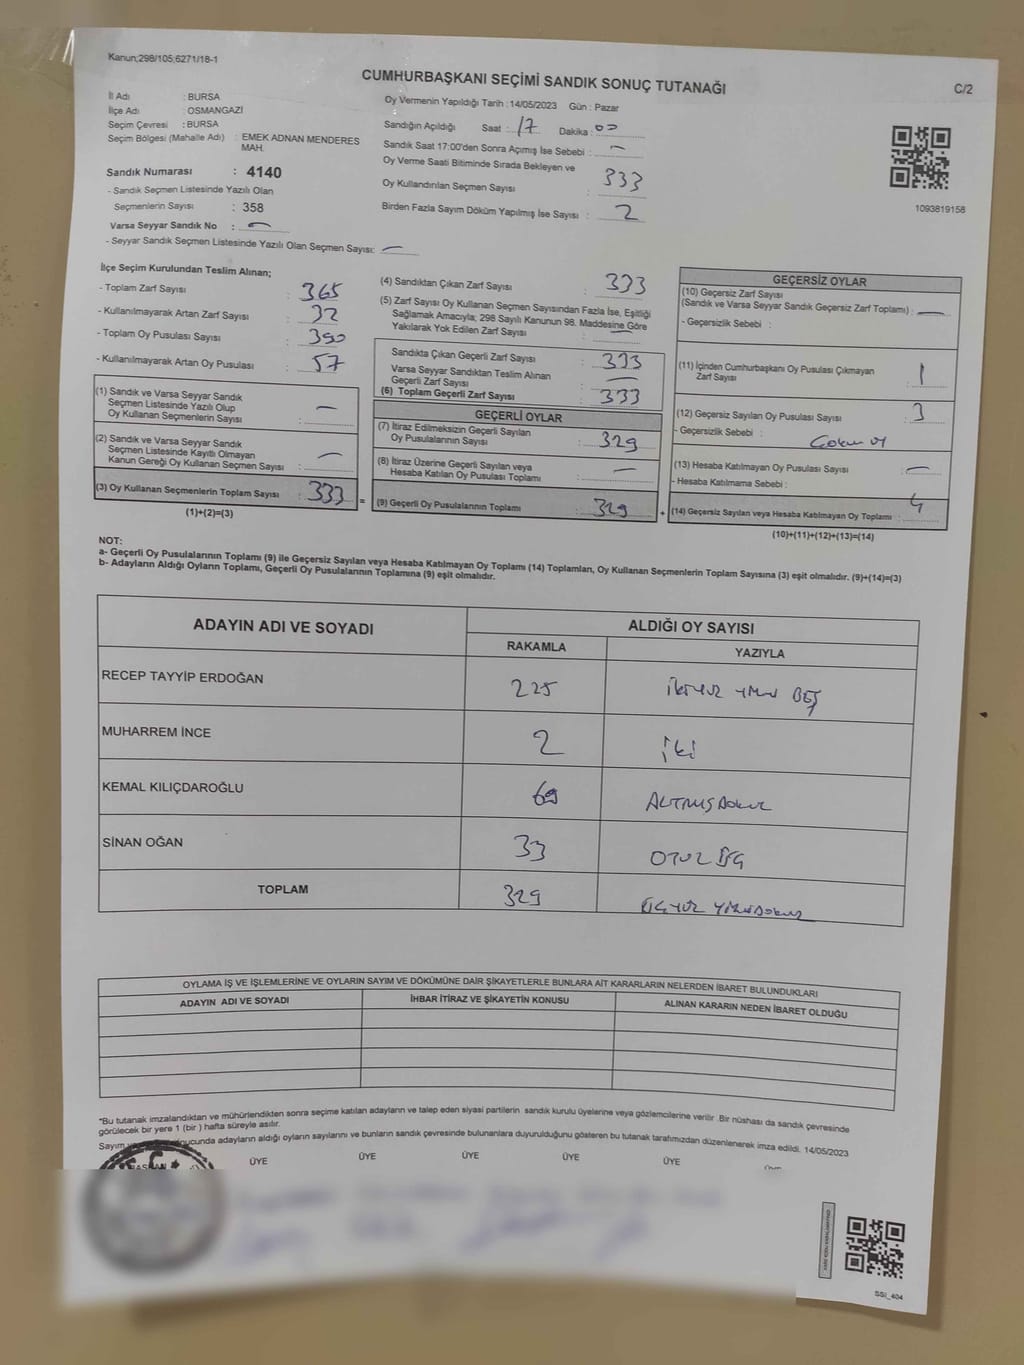 Kanun;298/105;6271/18-1
CUMHURBAŞKANI SEÇİMİ SANDIK SONUÇ TUTANAĞI
C/2
İl Adı : BURSA
İlçe Adı : OSMANGAZİ
Seçim Çevresi : BURSA
Seçim Bölgesi (Mahalle Adı) : EMEK ADNAN MENDERES
MAH.
Sandık Numarası : 4140
- Sandık Seçmen Listesinde Yazılı Olan
Seçmenlerin Sayısı : 358
Varsa Seyyar Sandık No : —
- Seyyar Sandık Seçmen Listesinde Yazılı Olan Seçmen Sayısı: —
Oy Vermenin Yapıldığı Tarih : 14/05/2023 Gün : Pazar
Sandığın Açıldığı Saat : 17 Dakika : 00
Sandık Saat 17:00'den Sonra Açımış İse Sebebi : —
Oy Verme Saati Bitiminde Sırada Bekleyen ve
Oy Kullandırılan Seçmen Sayısı : 333
Birden Fazla Sayım Döküm Yapılmış İse Sayısı : 2
1093819158
İlçe Seçim Kurulundan Teslim Alınan;
- Toplam Zarf Sayısı : 365
- Kullanılmayarak Artan Zarf Sayısı : 32
- Toplam Oy Pusulası Sayısı : 390
- Kullanılmayarak Artan Oy Pusulası : 57
(1) Sandık ve Varsa Seyyar Sandık
Seçmen Listesinde Yazılı Olup
Oy Kullanan Seçmenlerin Sayısı : —
(2) Sandık ve Varsa Seyyar Sandık
Seçmen Listesinde Kayıtlı Olmayan
Kanun Gereği Oy Kullanan Seçmen Sayısı : —
(3) Oy Kullanan Seçmenlerin Toplam Sayısı : 333
(1)+(2)=(3)
=
(4) Sandıktan Çıkan Zarf Sayısı : 333
(5) Zarf Sayısı Oy Kullanan Seçmen Sayısından Fazla İse, Eşitliği
Sağlamak Amacıyla; 298 Sayılı Kanunun 98. Maddesine Göre
Yakılarak Yok Edilen Zarf Sayısı : —
Sandıkta Çıkan Geçerli Zarf Sayısı : 333
Varsa Seyyar Sandıktan Teslim Alınan
Geçerli Zarf Sayısı : —
(6) Toplam Geçerli Zarf Sayısı : 333
GEÇERLİ OYLAR
(7) İtiraz Edilmeksizin Geçerli Sayılan
Oy Pusulalarının Sayısı : 329
(8) İtiraz Üzerine Geçerli Sayılan veya
Hesaba Katılan Oy Pusulası Toplamı : —
(9) Geçerli Oy Pusulalarının Toplamı : 329
+
GEÇERSİZ OYLAR
(10) Geçersiz Zarf Sayısı
(Sandık ve Varsa Seyyar Sandık Geçersiz Zarf Toplamı) : —
- Geçersizlik Sebebi :
(11) İçinden Cumhurbaşkanı Oy Pusulası Çıkmayan
Zarf Sayısı : 1
(12) Geçersiz Sayılan Oy Pusulası Sayısı : 3
- Geçersizlik Sebebi :
(13) Hesaba Katılmayan Oy Pusulası Sayısı : —
- Hesaba Katılmama Sebebi :
(14) Geçersiz Sayılan veya Hesaba Katılmayan Oy Toplamı : 4
(10)+(11)+(12)+(13)=(14)
NOT:
a- Geçerli Oy Pusulalarının Toplamı (9) ile Geçersiz Sayılan veya Hesaba Katılmayan Oy Toplamı (14) Toplamları, Oy Kullanan Seçmenlerin Toplam Sayısına (3) eşit olmalıdır. (9)+(14)=(3)
b- Adayların Aldığı Oyların Toplamı, Geçerli Oy Pusulalarının Toplamına (9) eşit olmalıdır.
ADAYIN ADI VE SOYADI
ALDIĞI OY SAYISI
RAKAMLA YAZIYLA
RECEP TAYYİP ERDOĞAN 225 İKİYÜZ YİRMİ BEŞ
MUHARREM İNCE 2 İki
KEMAL KILIÇDAROĞLU 69 ALTMIŞDOKUZ
SİNAN OĞAN 33 OTUZ ÜÇ
TOPLAM 329 ÜÇYÜZ YİRMİDOKUZ
OYLAMA İŞ VE İŞLEMLERİNE VE OYLARIN SAYIM VE DÖKÜMÜNE DAİR ŞİKAYETLERLE BUNLARA AİT KARARLARIN NELERDEN İBARET BULUNDUKLARI
ADAYIN ADI VE SOYADI İHBAR İTİRAZ VE ŞİKAYETİN KONUSU ALINAN KARARIN NEDEN İBARET OLDUĞU
*Bu tutanak imzalandıktan ve mühürlendikten sonra seçime katılan adayların ve talep eden siyasi partilerin sandık kurulu üyelerine veya gözlemcilerine verilir. Bir nüshası da sandık çevresinde
görülecek bir yere 1 (bir) hafta süreyle asılır.
Sayım ucunda adayların aldığı oyların sayılarını ve bunların sandık çevresinde bulunanlara duyurulduğunu gösteren bu tutanak tarafımızdan düzenlenerek imza edildi. 14/05/2023
BAŞKAN ÜYE ÜYE ÜYE ÜYE ÜYE
SSI_404